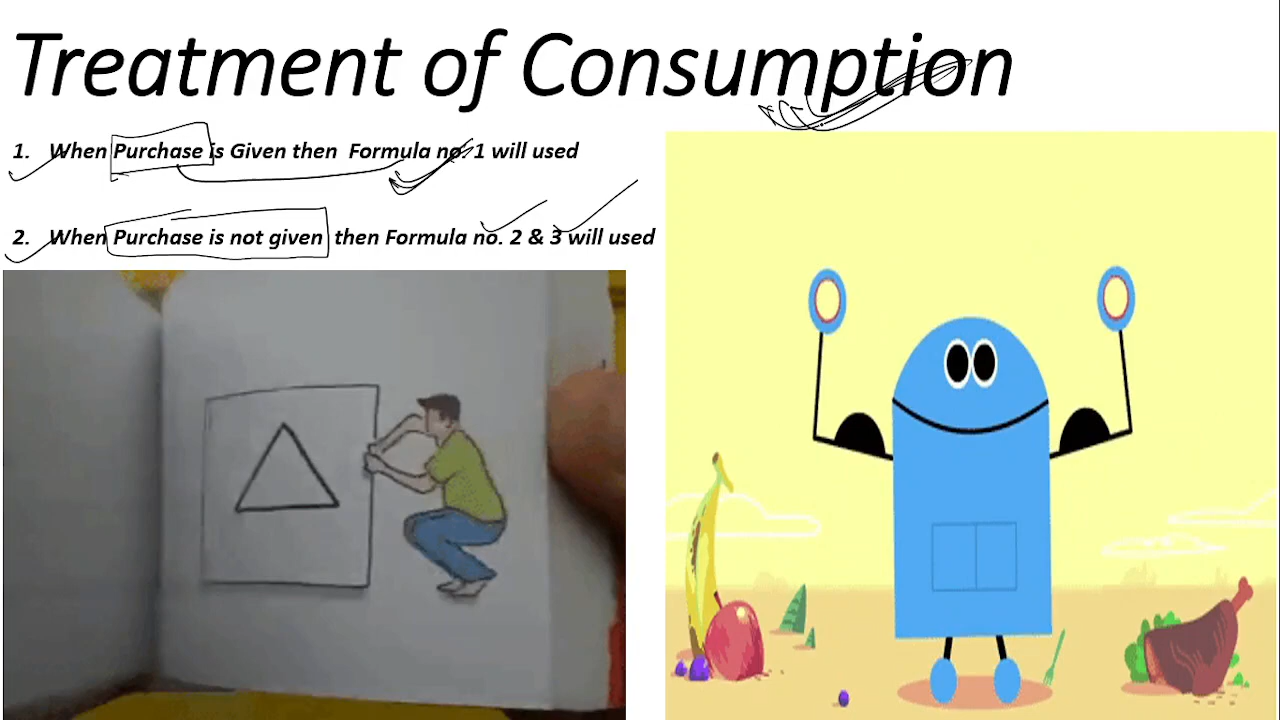 Treatment of Consumption
1. When Purchase is Given then Formula no. 1 will used
2. When Purchase is not given then Formula no. 2 & 3 will used